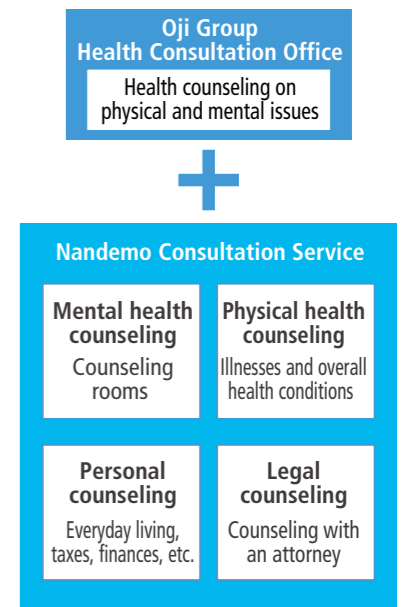 Oji Group
Health Consultation Office
Health counseling on
physical and mental issues
Nandemo Consultation Service
Mental health
counseling
Counseling
rooms
Physical health
counseling
Illnesses and overall
health conditions
Personal
counseling
Everyday living,
taxes, finances, etc.
Legal
counseling
Counseling with
an attorney